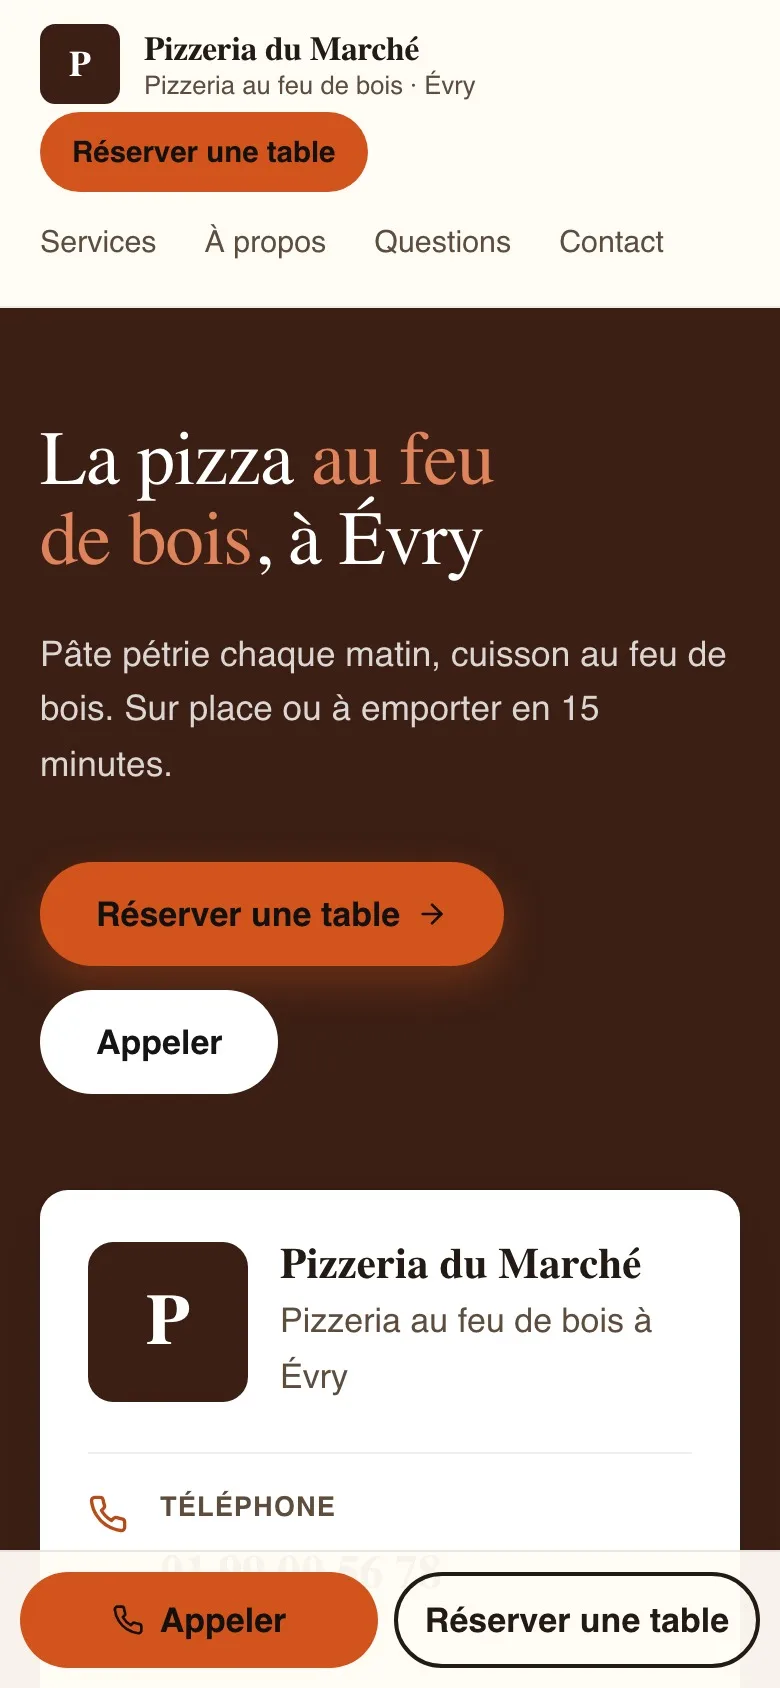 P
Pizzeria du Marché
Pizzeria au feu de bois · Évry
Réserver une table
Services À propos Questions Contact
La pizza au feu
de bois, à Évry
Pâte pétrie chaque matin, cuisson au feu de
bois. Sur place ou à emporter en 15
minutes.
Réserver une table →
Appeler
P
Pizzeria du Marché
Pizzeria au feu de bois à
Évry
TÉLÉPHONE
56 78
Appeler
Réserver une table